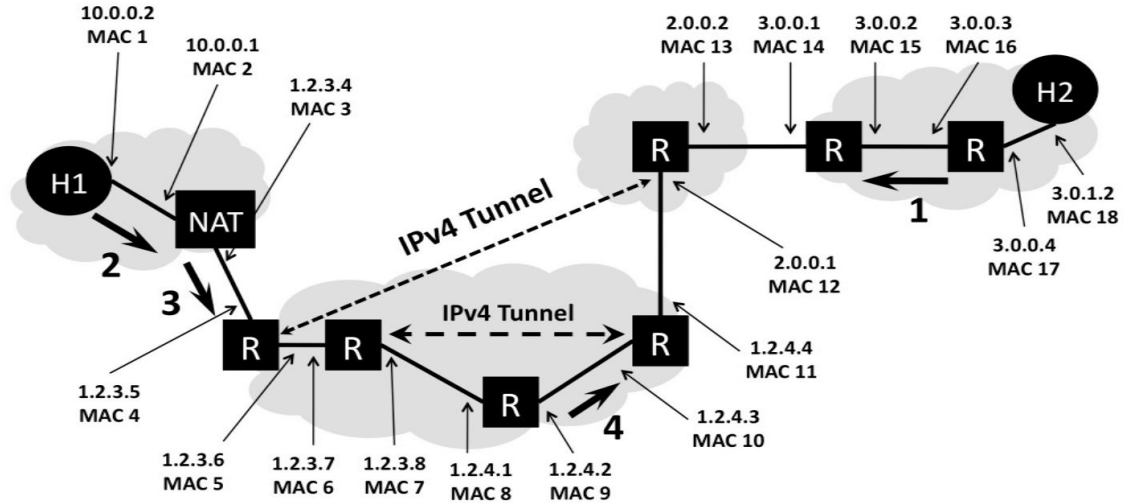 10.0.0.2
MAC 1
10.0.0.1
MAC 2
1.2.3.4
MAC 3
2.0.0.2
MAC 13
3.0.0.1
MAC 14
3.0.0.2
MAC 15
3.0.0.3
MAC 16
H2
H1
NAT
R
R
R
1
3.0.1.2
MAC 18
3.0.0.4
MAC 17
2
3
IPv4 Tunnel
2.0.0.1
MAC 12
IPv4 Tunnel
R
R
R
R
4
1.2.3.5
MAC 4
1.2.4.4
MAC 11
1.2.4.3
MAC 10
1.2.3.6
MAC 5
1.2.3.7
MAC 6
1.2.3.8
MAC 7
1.2.4.1
MAC 8
1.2.4.2
MAC 9